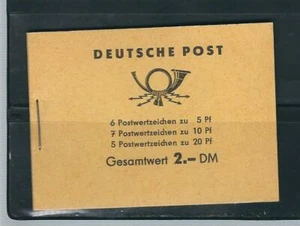 DEUTSCHE POST
6 Postwertzeichen zu 5 Pf
7 Postwertzeichen zu 10 Pf
5 Postwertzeichen zu 20 Pf
Gesamtwert 2.– DM